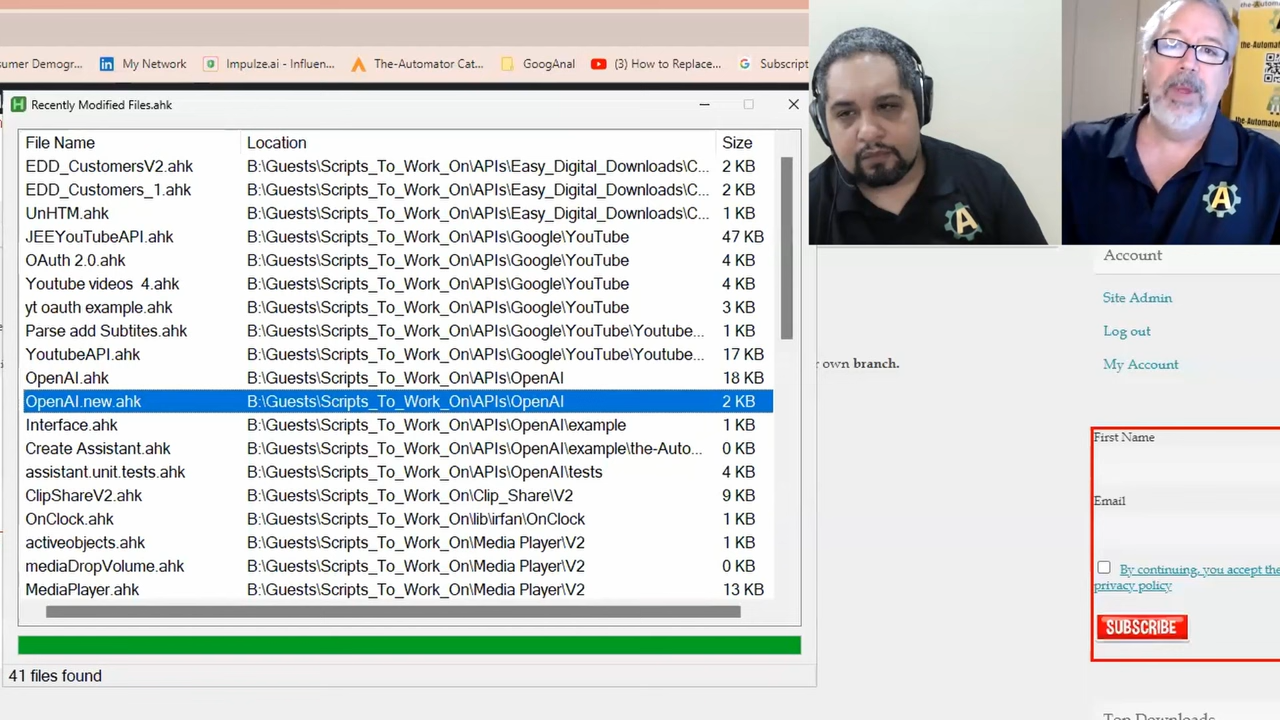 sumer Demogr...
My Network
Impulze.ai - Influen...
The-Automator Cat...
GoogAnal
(3) How to Replace...
Subscript
Recently Modified Files.ahk
File Name Location Size
EDD_CustomersV2.ahk B:\Guests\Scripts_To_Work_On\APIs\Easy_Digital_Downloads\C... 2 KB
EDD_Customers_1.ahk B:\Guests\Scripts_To_Work_On\APIs\Easy_Digital_Downloads\C... 2 KB
UnHTM.ahk B:\Guests\Scripts_To_Work_On\APIs\Easy_Digital_Downloads\C... 1 KB
JEEYouTubeAPI.ahk B:\Guests\Scripts_To_Work_On\APIs\Google\YouTube 47 KB
OAuth 2.0.ahk B:\Guests\Scripts_To_Work_On\APIs\Google\YouTube 4 KB
Youtube videos 4.ahk B:\Guests\Scripts_To_Work_On\APIs\Google\YouTube 4 KB
yt oauth example.ahk B:\Guests\Scripts_To_Work_On\APIs\Google\YouTube 3 KB
Parse add Subtites.ahk B:\Guests\Scripts_To_Work_On\APIs\Google\YouTube\Youtube... 1 KB
YoutubeAPI.ahk B:\Guests\Scripts_To_Work_On\APIs\Google\YouTube\Youtube... 17 KB
OpenAI.ahk B:\Guests\Scripts_To_Work_On\APIs\OpenAI 18 KB
OpenAI.new.ahk B:\Guests\Scripts_To_Work_On\APIs\OpenAI 2 KB
Interface.ahk B:\Guests\Scripts_To_Work_On\APIs\OpenAI\example 1 KB
Create Assistant.ahk B:\Guests\Scripts_To_Work_On\APIs\OpenAI\example\the-Auto... 0 KB
assistant.unit.tests.ahk B:\Guests\Scripts_To_Work_On\APIs\OpenAI\tests 4 KB
ClipShareV2.ahk B:\Guests\Scripts_To_Work_On\Clip_Share\V2 9 KB
OnClock.ahk B:\Guests\Scripts_To_Work_On\lib\irfan\OnClock 1 KB
activeobjects.ahk B:\Guests\Scripts_To_Work_On\Media Player\V2 1 KB
mediaDropVolume.ahk B:\Guests\Scripts_To_Work_On\Media Player\V2 0 KB
MediaPlayer.ahk B:\Guests\Scripts_To_Work_On\Media Player\V2 13 KB
41 files found
A
A
the-Automator
Account
Site Admin
Log out
My Account
r own branch.
First Name
Email
By continuing, you accept the
privacy policy
SUBSCRIBE
Top Downloads